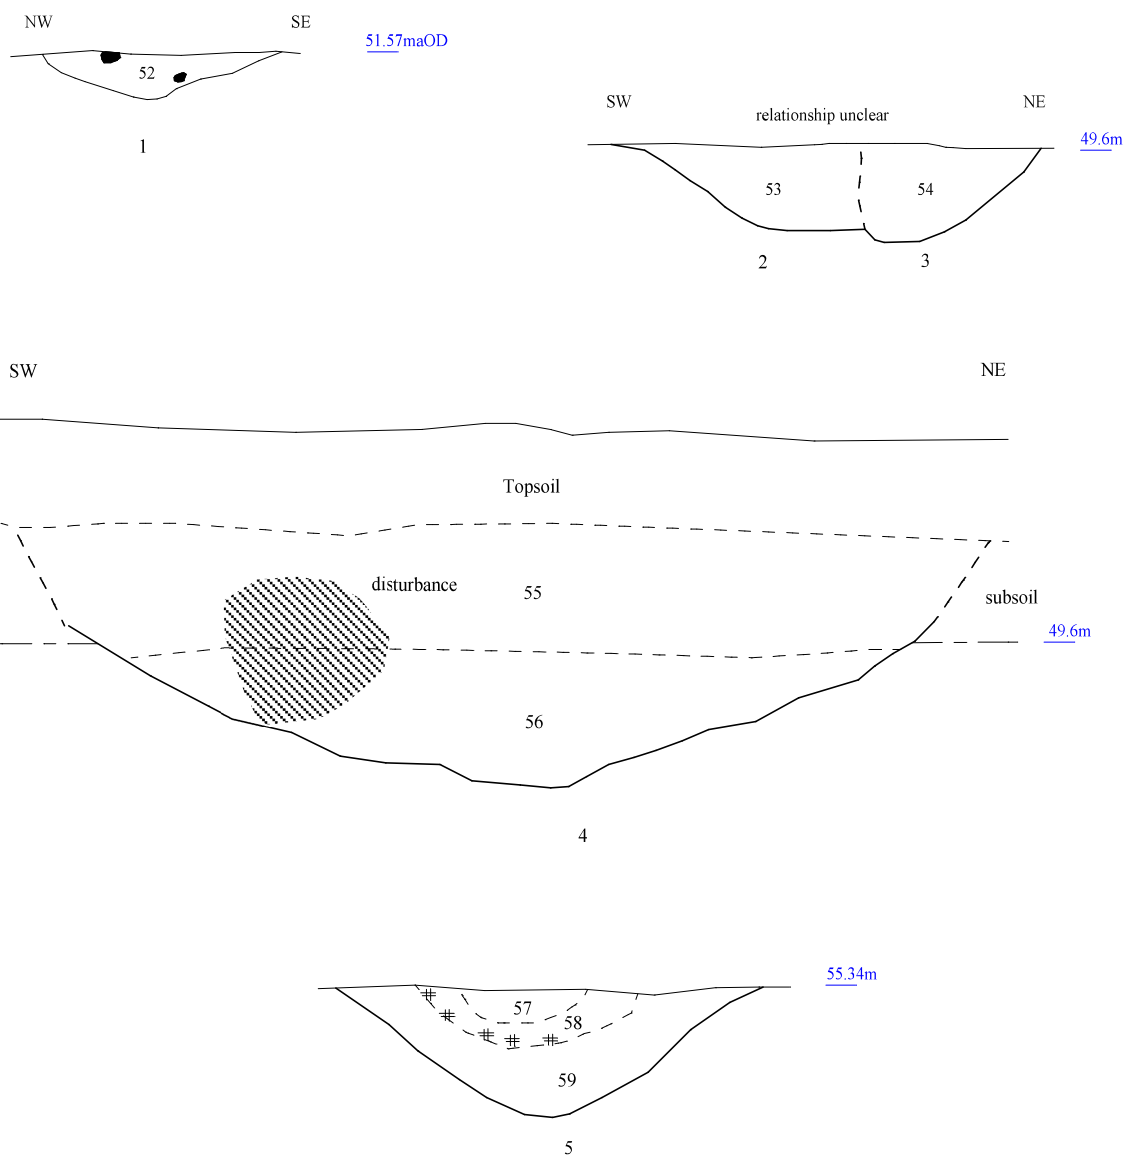 NW
SE
51.57maOD
52
1
SW
NE
relationship unclear
49.6m
53
54
2
3
SW
NE
Topsoil
disturbance
55
subsoil
49.6m
56
4
55.34m
57
58
59
5